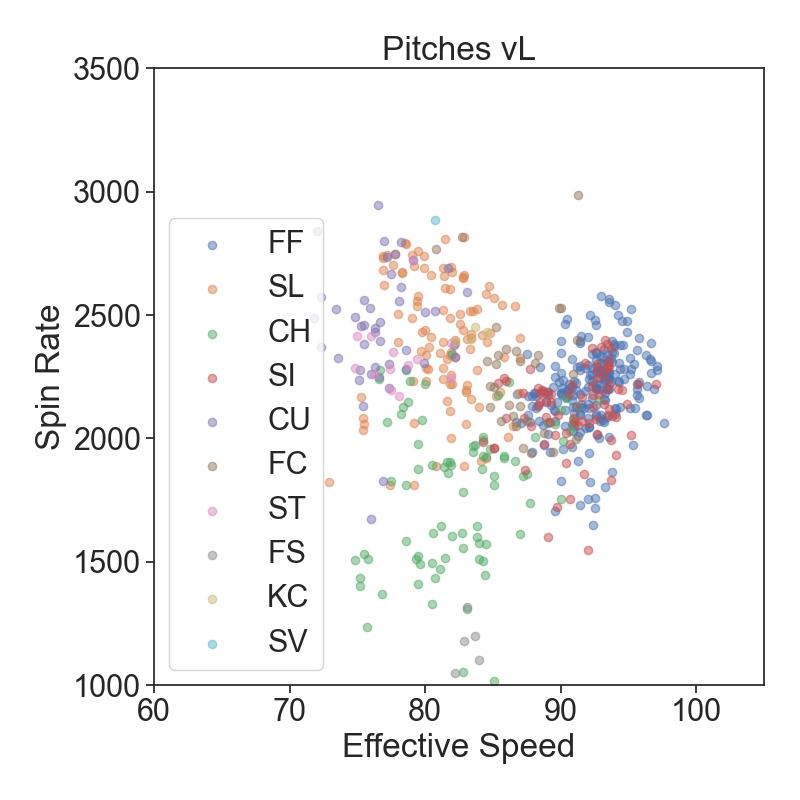 Pitches vL
3500
3000
2500
2000
1500
1000
Spin Rate
FF
SL
CH
SI
CU
FC
ST
FS
KC
SV
60 70 80 90 100
Effective Speed